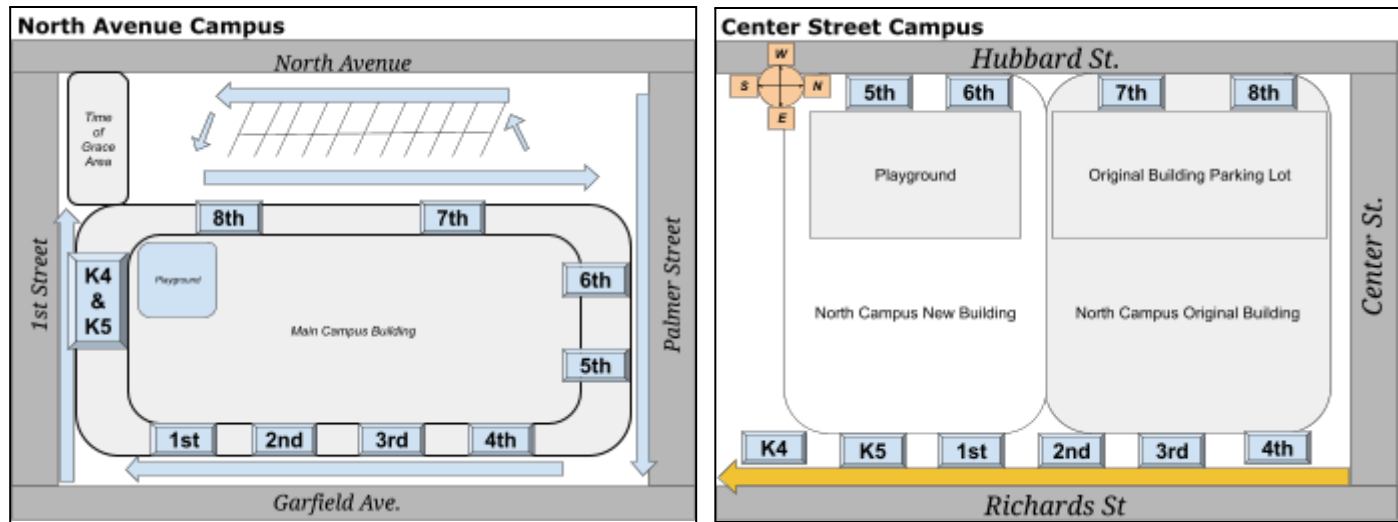 North Avenue Campus
North Avenue
Time
of
Grace
Area
8th
7th
K4
&
K5
Playground
6th
Main Campus Building
5th
1st
2nd
3rd
4th
1st Street
Palmer Street
Garfield Ave.
Center Street Campus
Hubbard St.
W
S
N
E
5th
6th
7th
8th
Playground
Original Building Parking Lot
Center St.
North Campus New Building
North Campus Original Building
K4
K5
1st
2nd
3rd
4th
Richards St